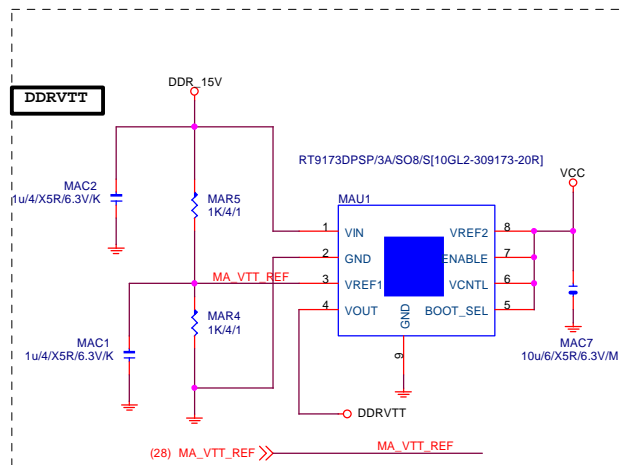 DDR_15V
DDRVTT
RT9173DPSP/3A/SO8/S[10GL2-309173-20R]
VCC
MAC2
1u/4/X5R/6.3V/K
MAR5
1K/4/1
MAU1
1 VIN VREF2 8
2 GND ENABLE 7
MA_VTT_REF 3 VREF1 VCNTL 6
4 VOUT BOOT_SEL 5
GND
9
MAR4
1K/4/1
MAC1
1u/4/X5R/6.3V/K
MAC7
10u/6/X5R/6.3V/M
DDRVTT
(28) MA_VTT_REF MA_VTT_REF